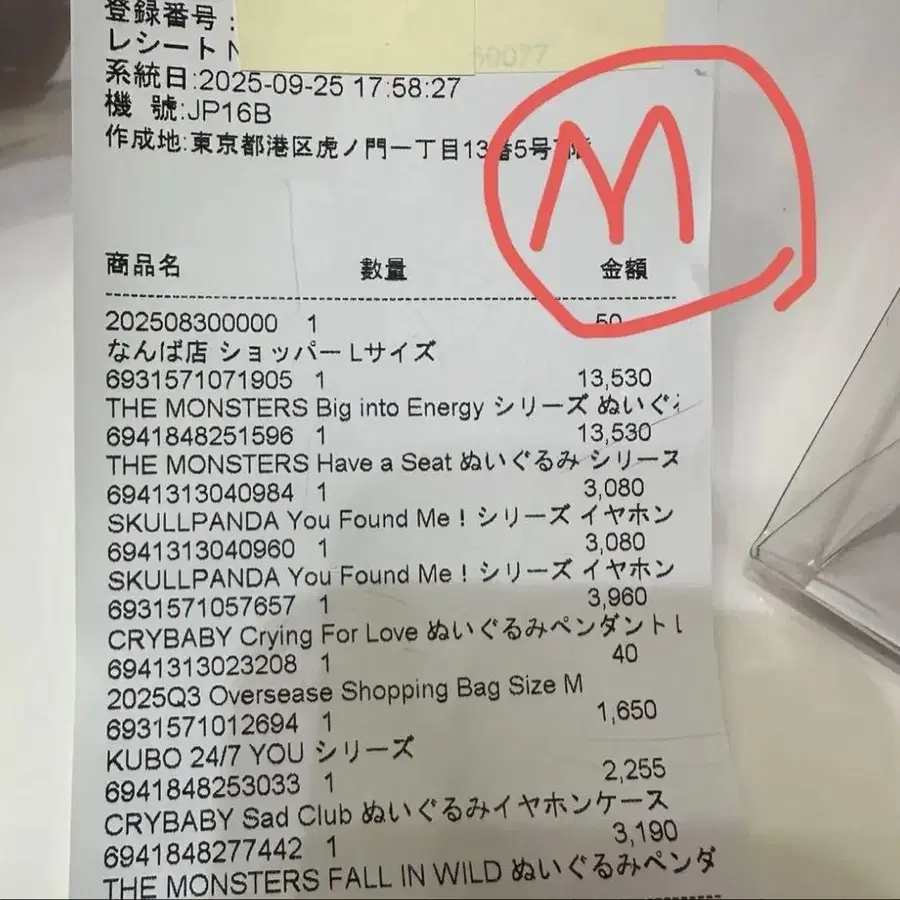 登録番号:
レシート N
60077
系統日:2025-09-25 17:58:27
機 號:JP16B
作成地:東京都港区虎ノ門一丁目13番5号
M
商品名 數量 金額
202508300000 1 50
なんば店 ショッパー Lサイズ
6931571071905 1 13,530
THE MONSTERS Big into Energy シリーズ ぬいぐ
6941848251596 1 13,530
THE MONSTERS Have a Seat ぬいぐるみ シリーズ
6941313040984 1 3,080
SKULLPANDA You Found Me！シリーズ イヤホン
6941313040960 1 3,080
SKULLPANDA You Found Me！シリーズ イヤホン
6931571057657 1 3,960
CRYBABY Crying For Love ぬいぐるみペンダント
6941313023208 1 40
2025Q3 Oversease Shopping Bag Size M
6931571012694 1 1,650
KUBO 24/7 YOU シリーズ
6941848253033 1 2,255
CRYBABY Sad Club ぬいぐるみイヤホンケース
6941848277442 1 3,190
THE MONSTERS FALL IN WILD ぬいぐるみペンダ